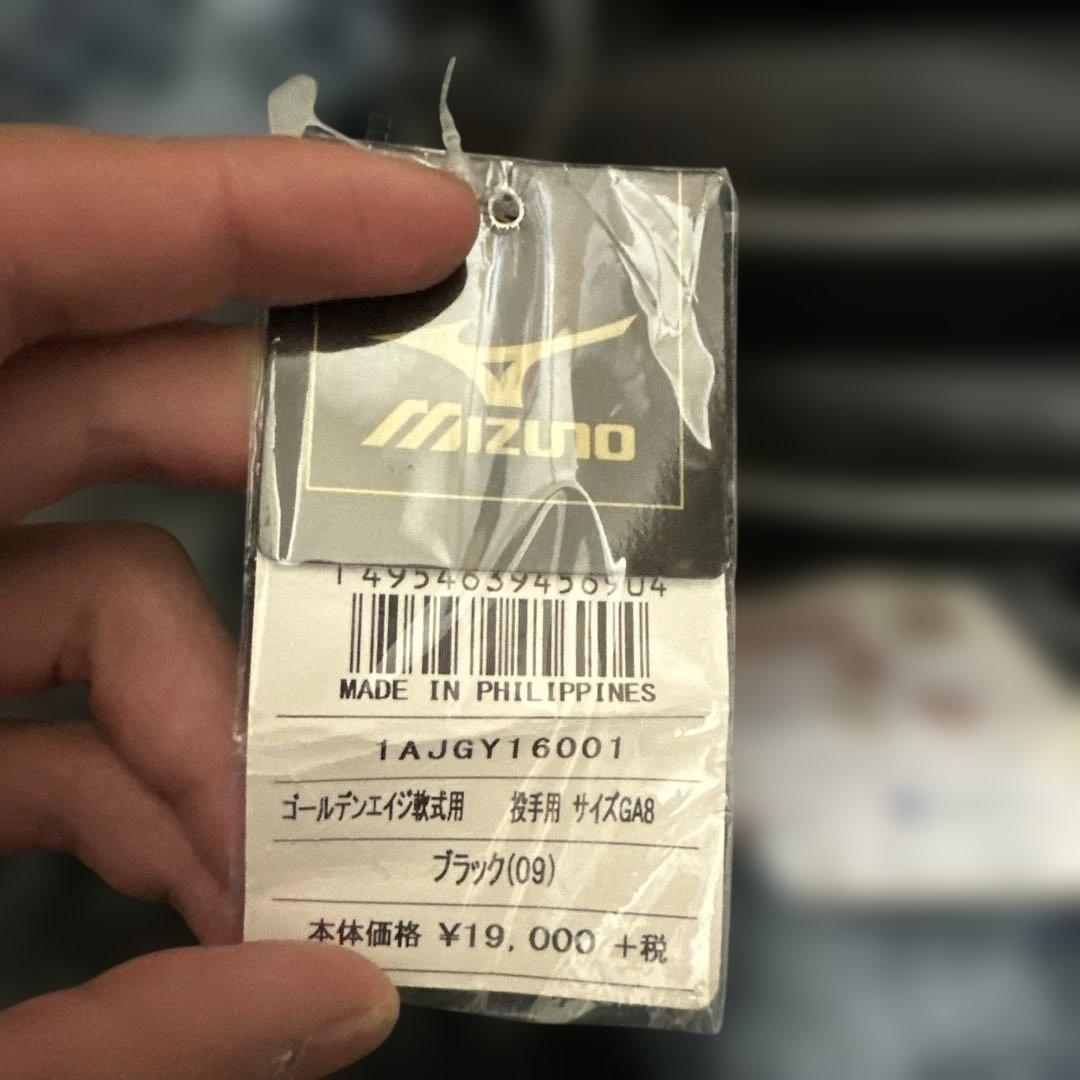 MIZUNO
1 4954639456904
MADE IN PHILIPPINES
1AJGY16001
ゴールデンエイジ軟式用 投手用 サイズGA8
ブラック(09)
本体価格 ¥19,000 +税